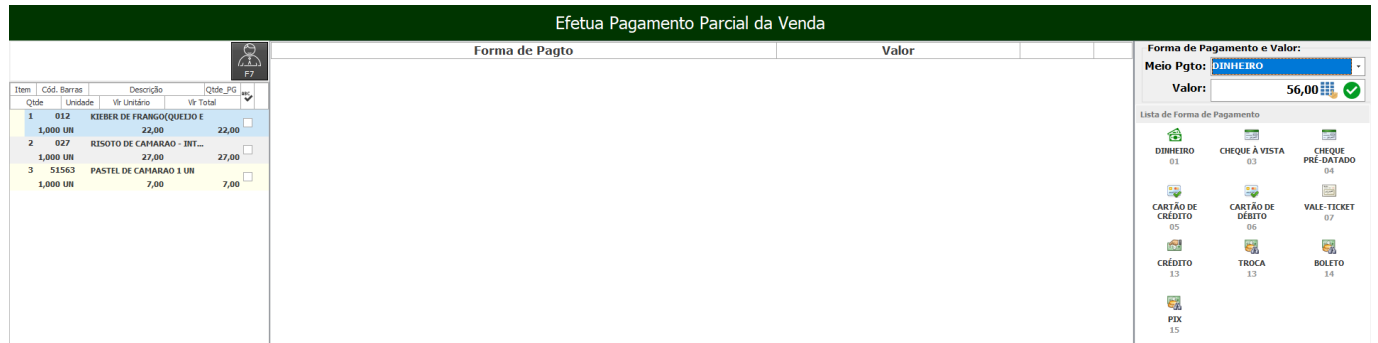 Efetua Pagamento Parcial da Venda
F7
Item Cód. Barras Descrição Qtde_PG ABC
Qtde Unidade Vlr Unitário Vlr Total
1 012 KIEBER DE FRANGO(QUEIJO E
1,000 UN 22,00 22,00
2 027 RISOTO DE CAMARAO - INT...
1,000 UN 27,00 27,00
3 51563 PASTEL DE CAMARAO 1 UN
1,000 UN 7,00 7,00
Forma de Pagto Valor
Forma de Pagamento e Valor:
Meio Pgto: DINHEIRO
Valor: 56,00
Lista de Forma de Pagamento
DINHEIRO
01
CHEQUE À VISTA
03
CHEQUE
PRÉ-DATADO
04
CARTÃO DE
CRÉDITO
05
CARTÃO DE
DÉBITO
06
VALE-TICKET
07
CRÉDITO
13
TROCA
13
BOLETO
14
PIX
15